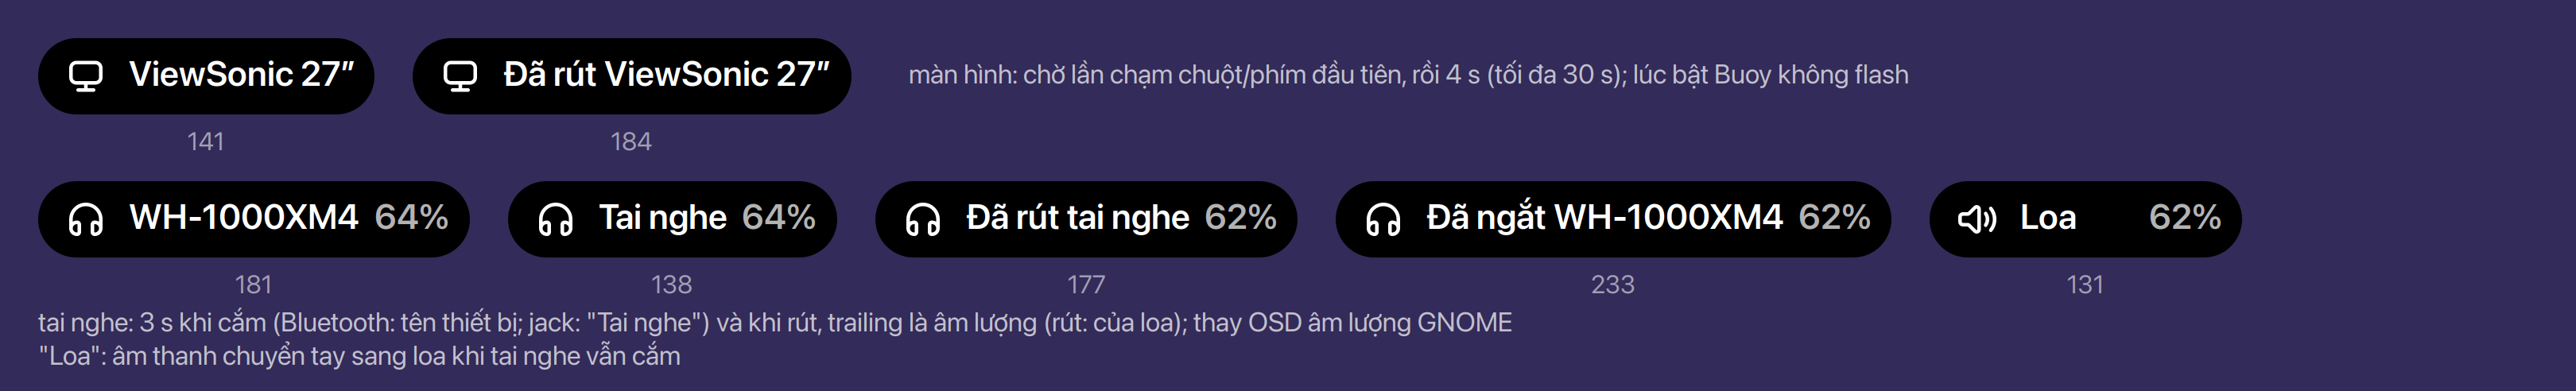 ViewSonic 27″ Đã rút ViewSonic 27″ màn hình: chờ lần chạm chuột/phím đầu tiên, rồi 4 s (tối đa 30 s); lúc bật Buoy không flash
141 184
WH-1000XM4 64% Tai nghe 64% Đã rút tai nghe 62% Đã ngắt WH-1000XM4 62% Loa 62%
181 138 177 233 131
tai nghe: 3 s khi cắm (Bluetooth: tên thiết bị; jack: "Tai nghe") và khi rút, trailing là âm lượng (rút: của loa); thay OSD âm lượng GNOME
"Loa": âm thanh chuyển tay sang loa khi tai nghe vẫn cắm